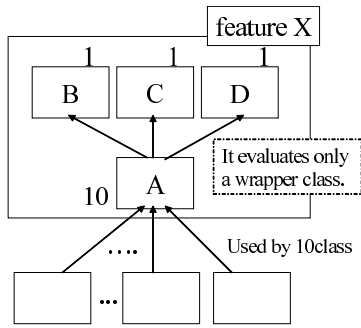 feature X
1 1 1
B C D
It evaluates only
a wrapper class.
10 A
Used by 10class
....
...